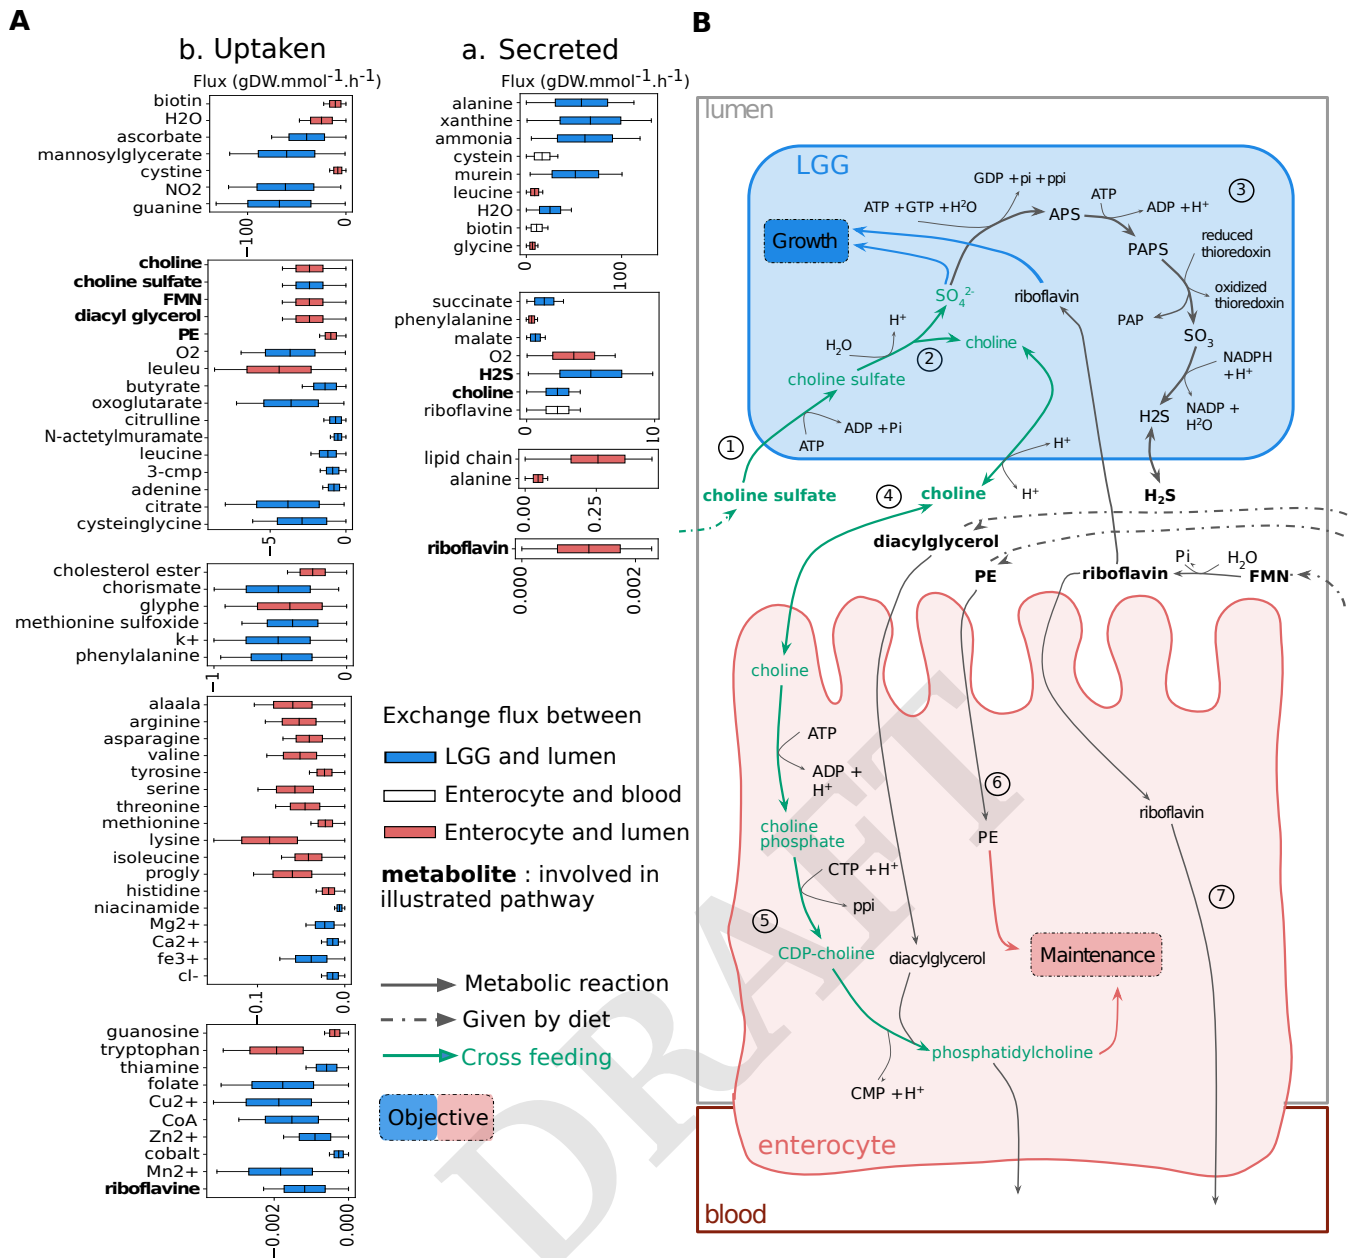 A
b. Uptaken
Flux (gDW.mmol⁻¹.h⁻¹)
biotin
H2O
ascorbate
mannosylglycerate
cystine
NO2
guanine
−100
0
choline
choline sulfate
FMN
diacyl glycerol
PE
O2
leuleu
butyrate
oxoglutarate
citrulline
N-actetylmuramate
leucine
3-cmp
adenine
citrate
cysteinglycine
−5
0
cholesterol ester
chorismate
glyphe
methionine sulfoxide
k+
phenylalanine
−1
0
alaala
arginine
asparagine
valine
tyrosine
serine
threonine
methionine
lysine
isoleucine
progly
histidine
niacinamide
Mg2+
Ca2+
fe3+
cl-
−0.1
0.0
guanosine
tryptophan
thiamine
folate
Cu2+
CoA
Zn2+
cobalt
Mn2+
riboflavine
−0.002
0.000
a. Secreted
Flux (gDW.mmol⁻¹.h⁻¹)
alanine
xanthine
ammonia
cystein
murein
leucine
H2O
biotin
glycine
0
100
succinate
phenylalanine
malate
O2
H2S
choline
riboflavine
0
10
lipid chain
alanine
0.00
0.25
riboflavin
0.000
0.002
Exchange flux between
LGG and lumen
Enterocyte and blood
Enterocyte and lumen
metabolite : involved in
illustrated pathway
Metabolic reaction
Given by diet
Cross feeding
Objective
B
lumen
LGG
GDP +pi +ppi
3
ATP +GTP +H²O
APS
ATP
ADP +H⁺
Growth
PAPS
reduced
thioredoxin
SO₄²⁻
riboflavin
oxidized
thioredoxin
PAP
H⁺
SO₃
H₂O
2
choline
NADPH
+H⁺
choline sulfate
H2S
NADP +
H²O
ADP +Pi
ATP
1
H⁺
choline sulfate
4
choline
H⁺
H₂S
diacylglycerol
PE
riboflavin
Pi
H₂O
FMN
choline
ATP
ADP +
H⁺
6
riboflavin
choline
phosphate
PE
CTP +H⁺
ppi
7
5
CDP-choline
diacylglycerol
Maintenance
phosphatidylcholine
CMP +H⁺
enterocyte
blood
DRAFT